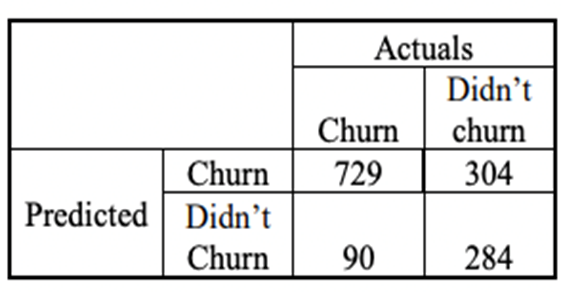 Actuals
Didn’t
Churn churn
Churn 729 304
Predicted Didn’t
Churn 90 284